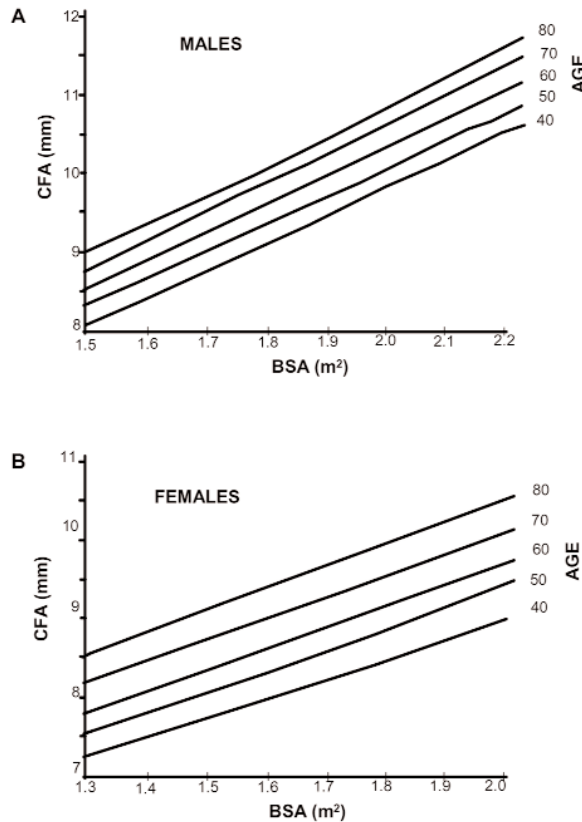 A
MALES
CFA (mm)
12
11
10
9
8
1.5 1.6 1.7 1.8 1.9 2.0 2.1 2.2
BSA (m²)
80
70
60
50
40
AGE
B
FEMALES
CFA (mm)
11
10
9
8
7
1.3 1.4 1.5 1.6 1.7 1.8 1.9 2.0
BSA (m²)
80
70
60
50
40
AGE